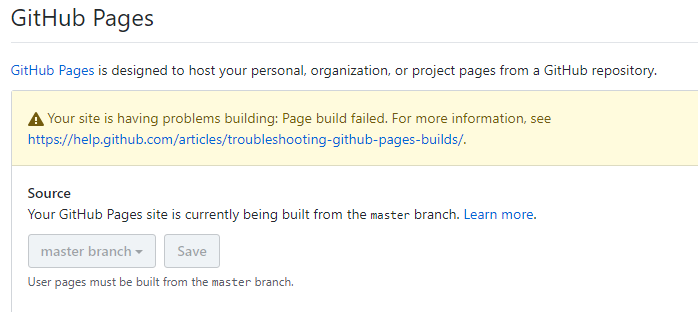 GitHub Pages
GitHub Pages is designed to host your personal, organization, or project pages from a GitHub repository.
Your site is having problems building: Page build failed. For more information, see
https://help.github.com/articles/troubleshooting-github-pages-builds/.
Source
Your GitHub Pages site is currently being built from the master branch. Learn more.
master branch Save
User pages must be built from the master branch.